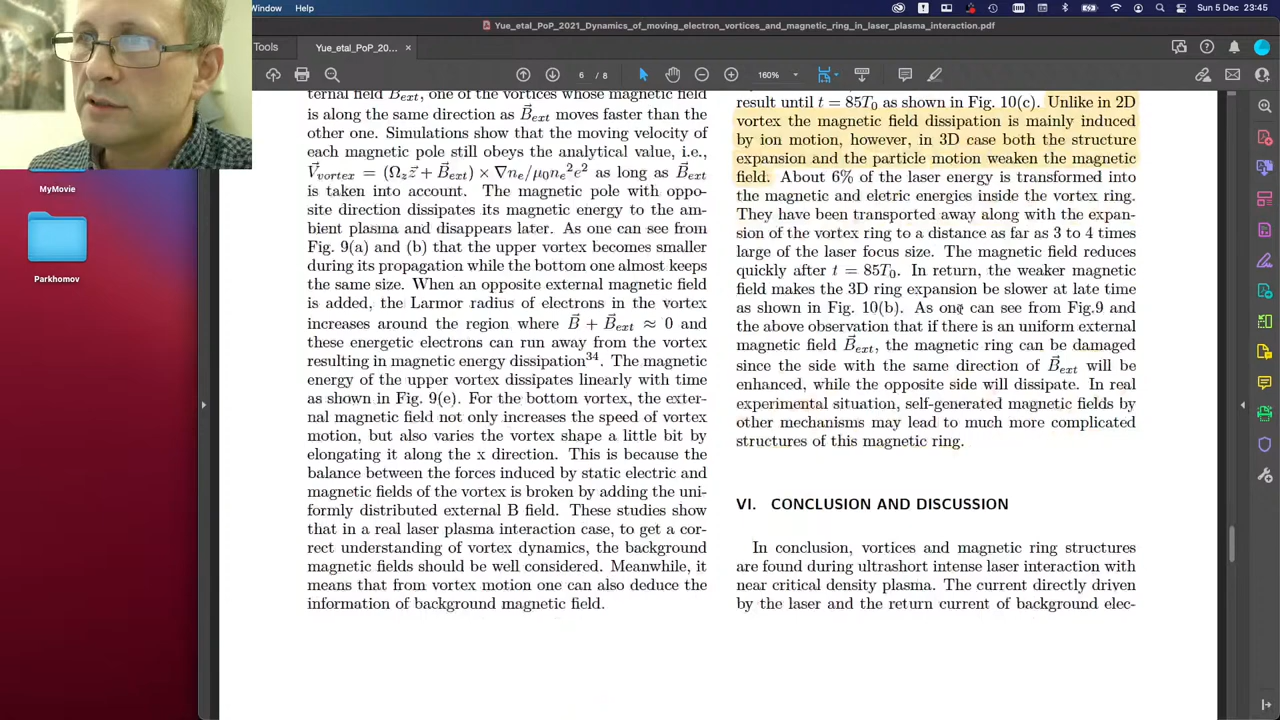 Window
Help
Sun 5 Dec 23:45
Yue_etal_PoP_2021_Dynamics_of_moving_electron_vortices_and_magnetic_ring_in_laser_plasma_interaction.pdf
Tools
Yue_etal_PoP_20...
6 / 8
160%
MyMovie
Parkhomov
ternal field B⃗ext, one of the vortices whose magnetic field
is along the same direction as B⃗ext moves faster than the
other one. Simulations show that the moving velocity of
each magnetic pole still obeys the analytical value, i.e.,
V⃗vortex = (Ωz z⃗ + B⃗ext) × ∇ne/μ0ne²e² as long as B⃗ext
is taken into account. The magnetic pole with oppo-
site direction dissipates its magnetic energy to the am-
bient plasma and disappears later. As one can see from
Fig. 9(a) and (b) that the upper vortex becomes smaller
during its propagation while the bottom one almost keeps
the same size. When an opposite external magnetic field
is added, the Larmor radius of electrons in the vortex
increases around the region where B⃗ + B⃗ext ≈ 0 and
these energetic electrons can run away from the vortex
resulting in magnetic energy dissipation³⁴. The magnetic
energy of the upper vortex dissipates linearly with time
as shown in Fig. 9(e). For the bottom vortex, the exter-
nal magnetic field not only increases the speed of vortex
motion, but also varies the vortex shape a little bit by
elongating it along the x direction. This is because the
balance between the forces induced by static electric and
magnetic fields of the vortex is broken by adding the uni-
formly distributed external B field. These studies show
that in a real laser plasma interaction case, to get a cor-
rect understanding of vortex dynamics, the background
magnetic fields should be well considered. Meanwhile, it
means that from vortex motion one can also deduce the
information of background magnetic field.
result until t = 85T0 as shown in Fig. 10(c). Unlike in 2D
vortex the magnetic field dissipation is mainly induced
by ion motion, however, in 3D case both the structure
expansion and the particle motion weaken the magnetic
field. About 6% of the laser energy is transformed into
the magnetic and eletric energies inside the vortex ring.
They have been transported away along with the expan-
sion of the vortex ring to a distance as far as 3 to 4 times
large of the laser focus size. The magnetic field reduces
quickly after t = 85T0. In return, the weaker magnetic
field makes the 3D ring expansion be slower at late time
as shown in Fig. 10(b). As one can see from Fig.9 and
the above observation that if there is an uniform external
magnetic field B⃗ext, the magnetic ring can be damaged
since the side with the same direction of B⃗ext will be
enhanced, while the opposite side will dissipate. In real
experimental situation, self-generated magnetic fields by
other mechanisms may lead to much more complicated
structures of this magnetic ring.
VI. CONCLUSION AND DISCUSSION
In conclusion, vortices and magnetic ring structures
are found during ultrashort intense laser interaction with
near critical density plasma. The current directly driven
by the laser and the return current of background elec-